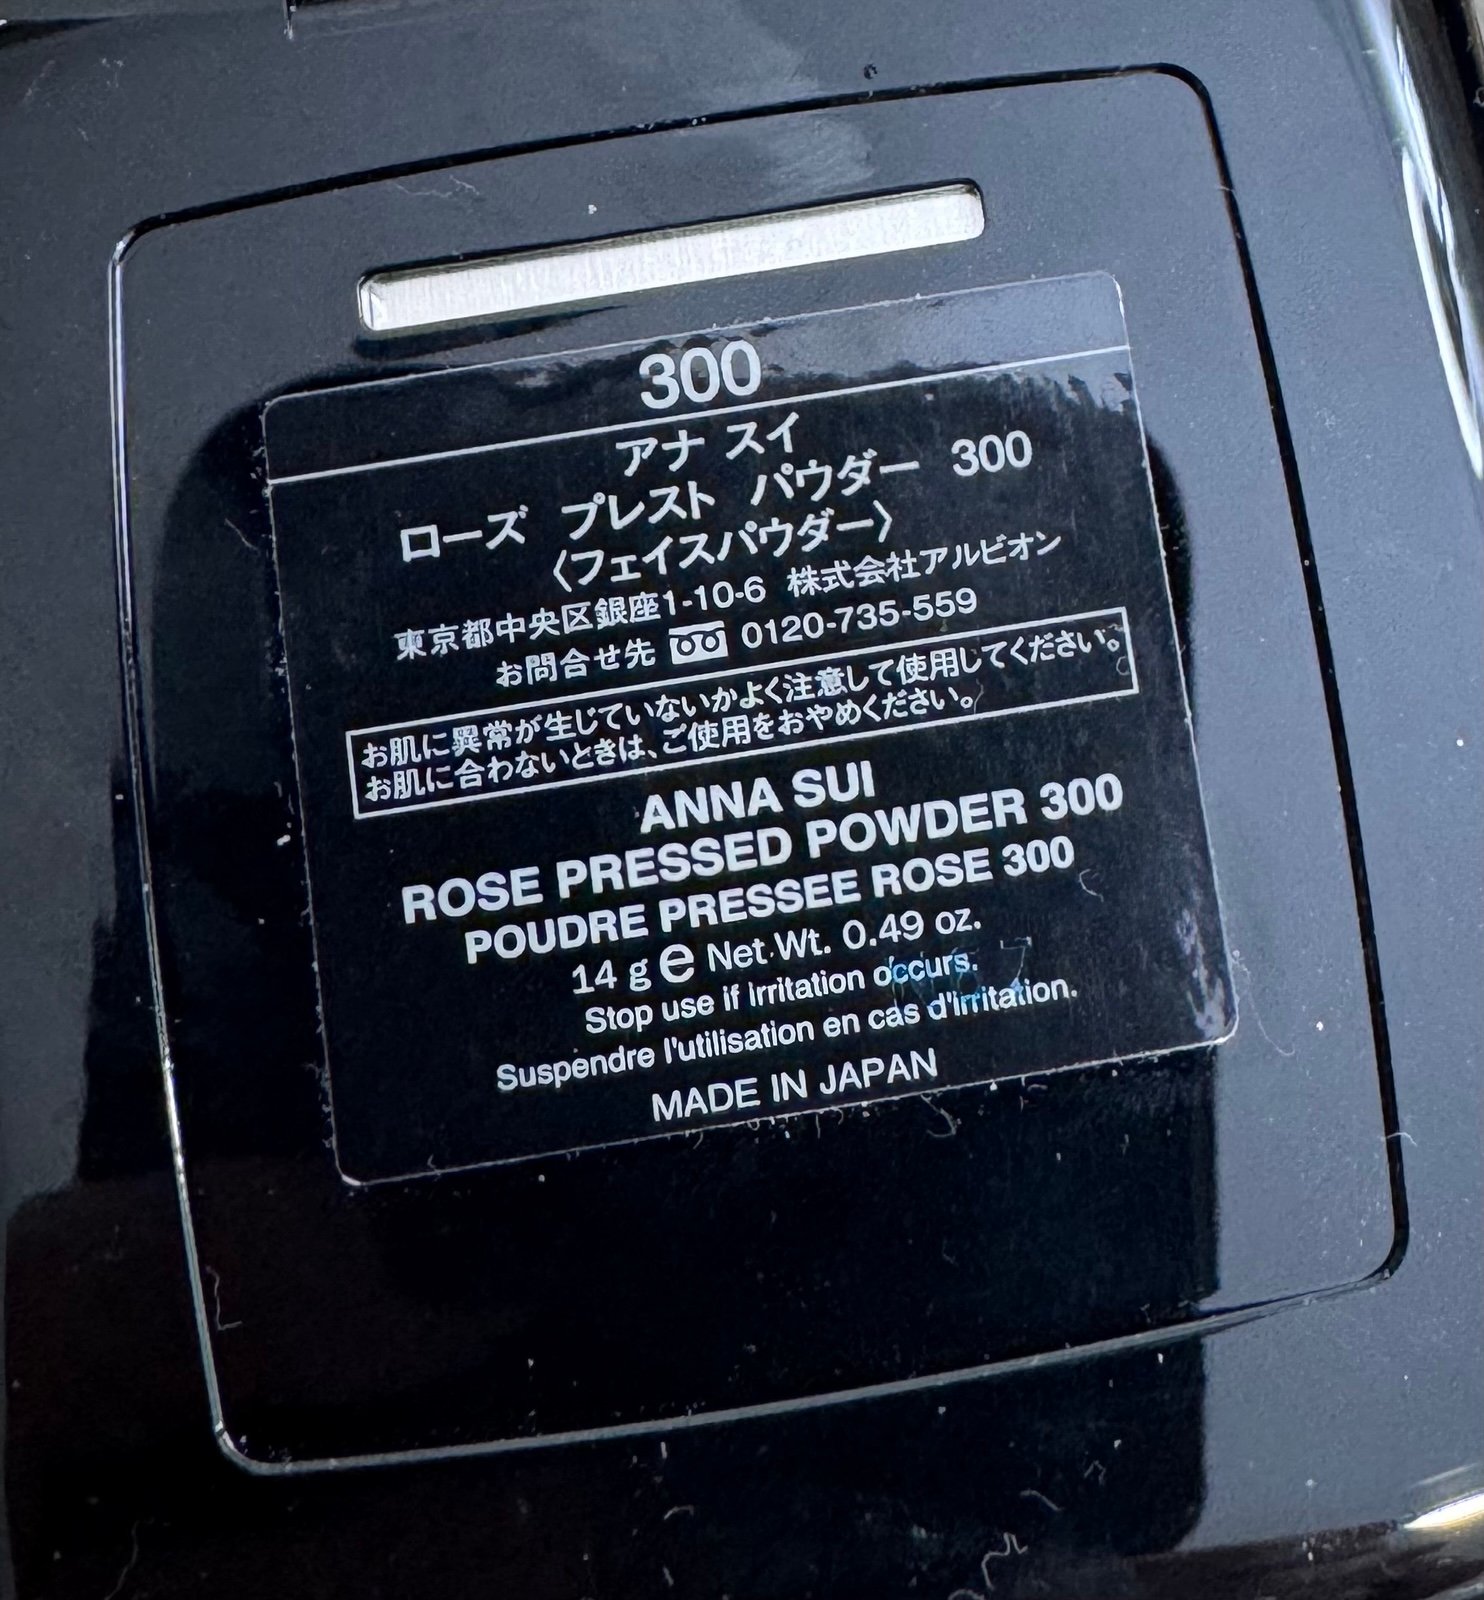 300
アナ スイ
ローズ プレスト パウダー 300
〈フェイスパウダー〉
東京都中央区銀座1-10-6 株式会社アルビオン
お問合せ先 0120-735-559
お肌に異常が生じていないかよく注意して使用してください。
お肌に合わないときは、ご使用をおやめください。
ANNA SUI
ROSE PRESSED POWDER 300
POUDRE PRESSEE ROSE 300
14 g e Net Wt. 0.49 oz.
Stop use if irritation occurs.
Suspendre l'utilisation en cas d'irritation.
MADE IN JAPAN